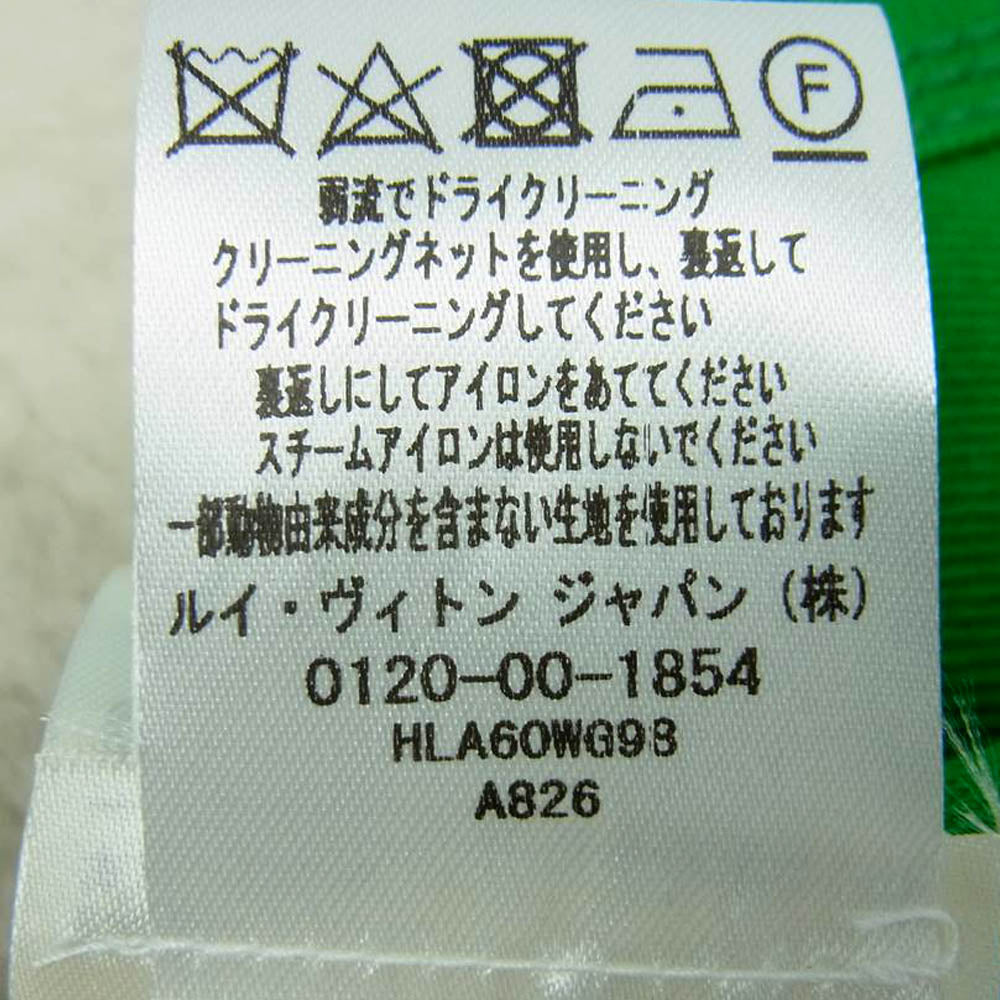 F
弱流でドライクリーニング
クリーニングネットを使用し、裏返して
ドライクリーニングしてください
裏返しにしてアイロンをあててください
スチームアイロンは使用しないでください
一部動物由来成分を含まない生地を使用しております
ルイ・ヴィトン ジャパン (株)
0120-00-1854
HLA60WG98
A826